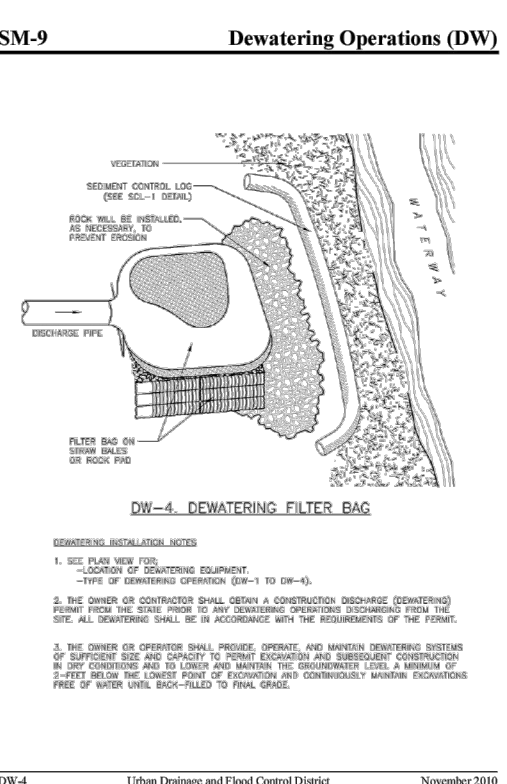 SM-9
Dewatering Operations (DW)
VEGETATION
SEDIMENT CONTROL LOG
(SEE SCL-1 DETAIL)
ROCK WILL BE INSTALLED,
AS NECESSARY, TO
PREVENT EROSION
WATERWAY
DISCHARGE PIPE
FILTER BAG ON
STRAW BALES
OR ROCK PAD
DW-4. DEWATERING FILTER BAG
DEWATERING INSTALLATION NOTES
1. SEE PLAN VIEW FOR;
-LOCATION OF DEWATERING EQUIPMENT.
-TYPE OF DEWATERING OPERATION (DW-1 TO DW-4).
2. THE OWNER OR CONTRACTOR SHALL OBTAIN A CONSTRUCTION DISCHARGE (DEWATERING)
PERMIT FROM THE STATE PRIOR TO ANY DEWATERING OPERATIONS DISCHARGING FROM THE
SITE. ALL DEWATERING SHALL BE IN ACCORDANCE WITH THE REQUIREMENTS OF THE PERMIT.
3. THE OWNER OR OPERATOR SHALL PROVIDE, OPERATE, AND MAINTAIN DEWATERING SYSTEMS
OF SUFFICIENT SIZE AND CAPACITY TO PERMIT EXCAVATION AND SUBSEQUENT CONSTRUCTION
IN DRY CONDITIONS AND TO LOWER AND MAINTAIN THE GROUNDWATER LEVEL A MINIMUM OF
2-FEET BELOW THE LOWEST POINT OF EXCAVATION AND CONTINUOUSLY MAINTAIN EXCAVATIONS
FREE OF WATER UNTIL BACK-FILLED TO FINAL GRADE.
DW-4
Urban Drainage and Flood Control District
November 2010